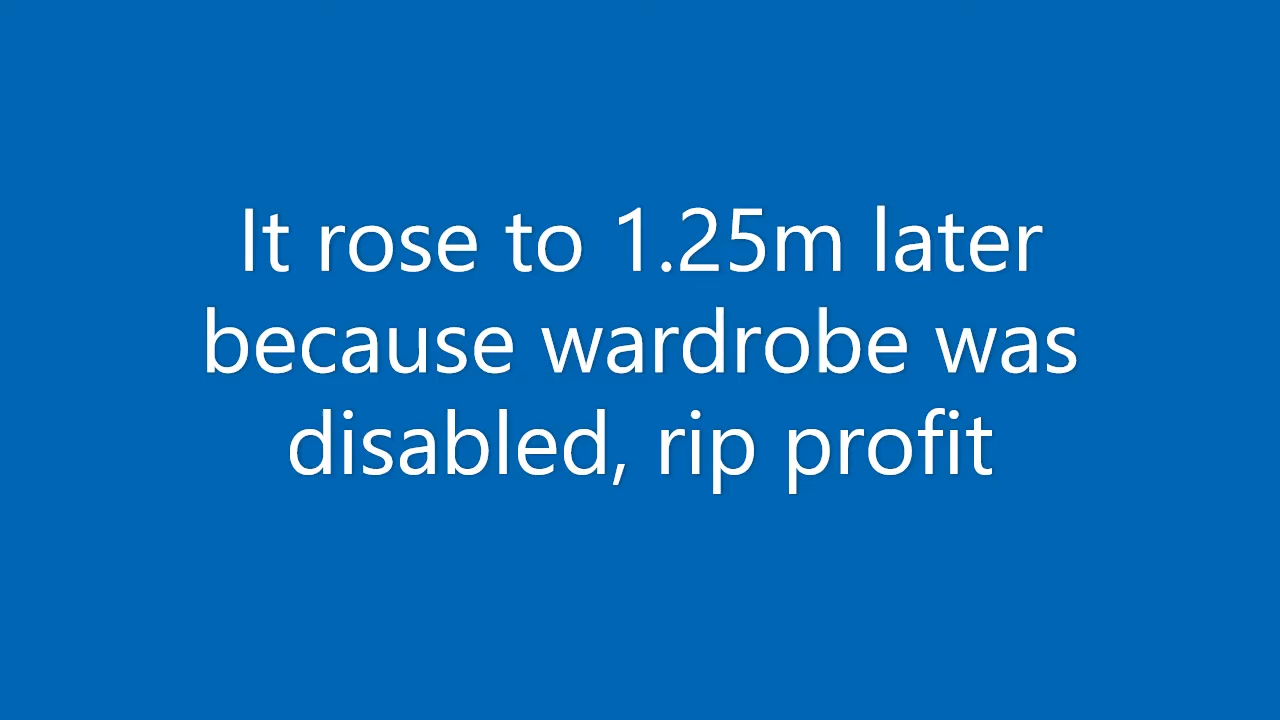 It rose to 1.25m later
because wardrobe was
disabled, rip profit